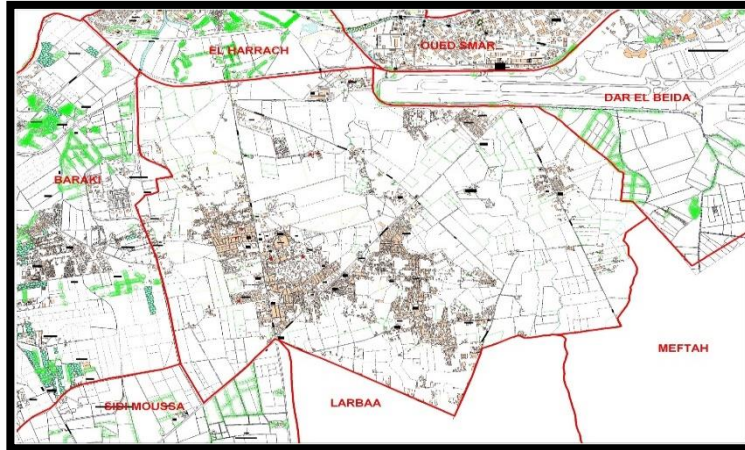 EL HARRACH
OUED SMAR
DAR EL BEIDA
BARAKI
MEFTAH
LARBAA
SIDI MOUSSA